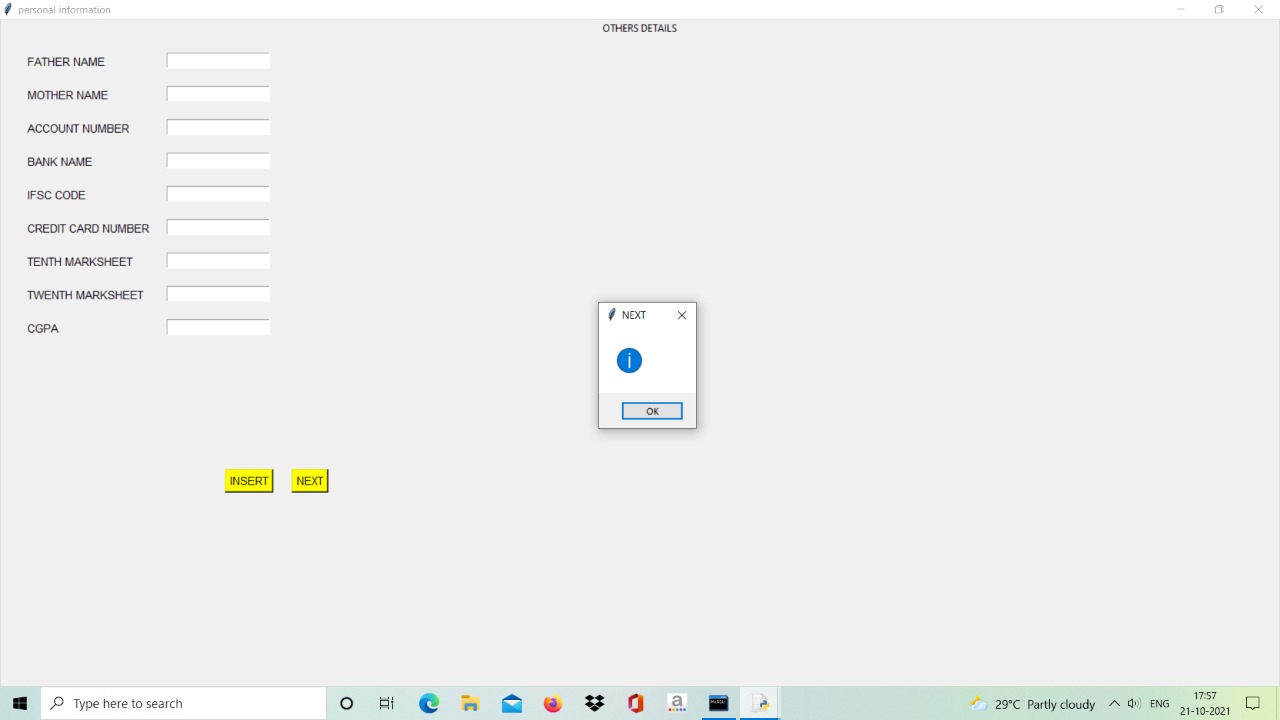 personal information
OTHERS DETAILS
FATHER NAME
MOTHER NAME
ACCOUNT NUMBER
BANK NAME
IFSC CODE
CREDIT CARD NUMBER
TENTH MARKSHEET
TWENTH MARKSHEET
CGPA
NEXT
OK
INSERT NEXT
Type here to search
29°C Partly cloudy
ENG
17:57
21-10-2021